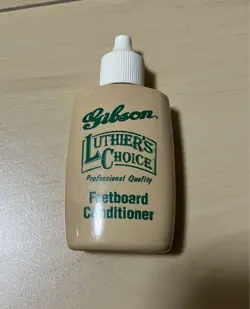 Gibson
LUTHIER'S
CHOICE
Professional Quality
Fretboard
Conditioner